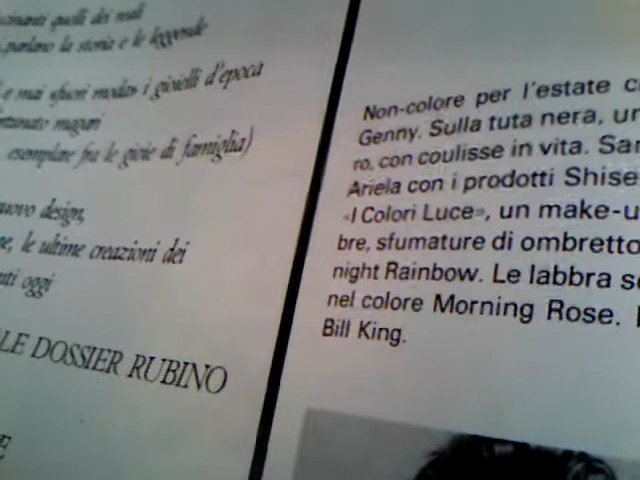 quelli dei reali
parlano la storia e le leggende
e mai «fuori moda» i gioielli d'epoca
magari
esemplare fra le gioie di famiglia)
design,
le ultime creazioni dei
oggi
DOSSIER RUBINO
Non-colore per l'estate
Genny. Sulla tuta nera,
ro, con coulisse in vita.
Ariela con i prodotti
«I Colori Luce», un
bre, sfumature di ombretto
night Rainbow. Le labbra
nel colore Morning Rose.
Bill King.